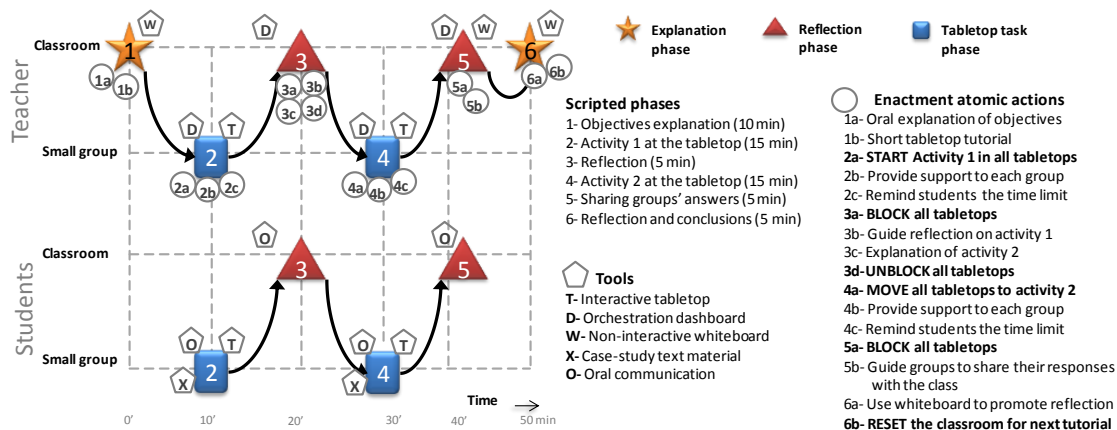 W
D
D
W
W
Explanation
phase
Reflection
phase
Tabletop task
phase
Classroom
1
3
5
6
1a
1b
3a
3b
3c
3d
5a
5b
6a
6b
Teacher
D
T
D
T
Small group
2
4
2a
2b
2c
4a
4b
4c
Scripted phases
1- Objectives explanation (10 min)
2- Activity 1 at the tabletop (15 min)
3- Reflection (5 min)
4- Activity 2 at the tabletop (15 min)
5- Sharing groups' answers (5 min)
6- Reflection and conclusions (5 min)
Enactment atomic actions
1a- Oral explanation of objectives
1b- Short tabletop tutorial
2a- START Activity 1 in all tabletops
2b- Provide support to each group
2c- Remind students the time limit
3a- BLOCK all tabletops
3b- Guide reflection on activity 1
3c- Explanation of activity 2
3d- UNBLOCK all tabletops
4a- MOVE all tabletops to activity 2
4b- Provide support to each group
4c- Remind students the time limit
5a- BLOCK all tabletops
5b- Guide groups to share their responses
with the class
6a- Use whiteboard to promote reflection
6b- RESET the classroom for next tutorial
O
O
Classroom
3
5
Students
O
T
O
T
Small group
2
4
X
X
Tools
T- Interactive tabletop
D- Orchestration dashboard
W- Non-interactive whiteboard
X- Case-study text material
O- Oral communication
Time
0'
10'
20'
30'
40'
50 min